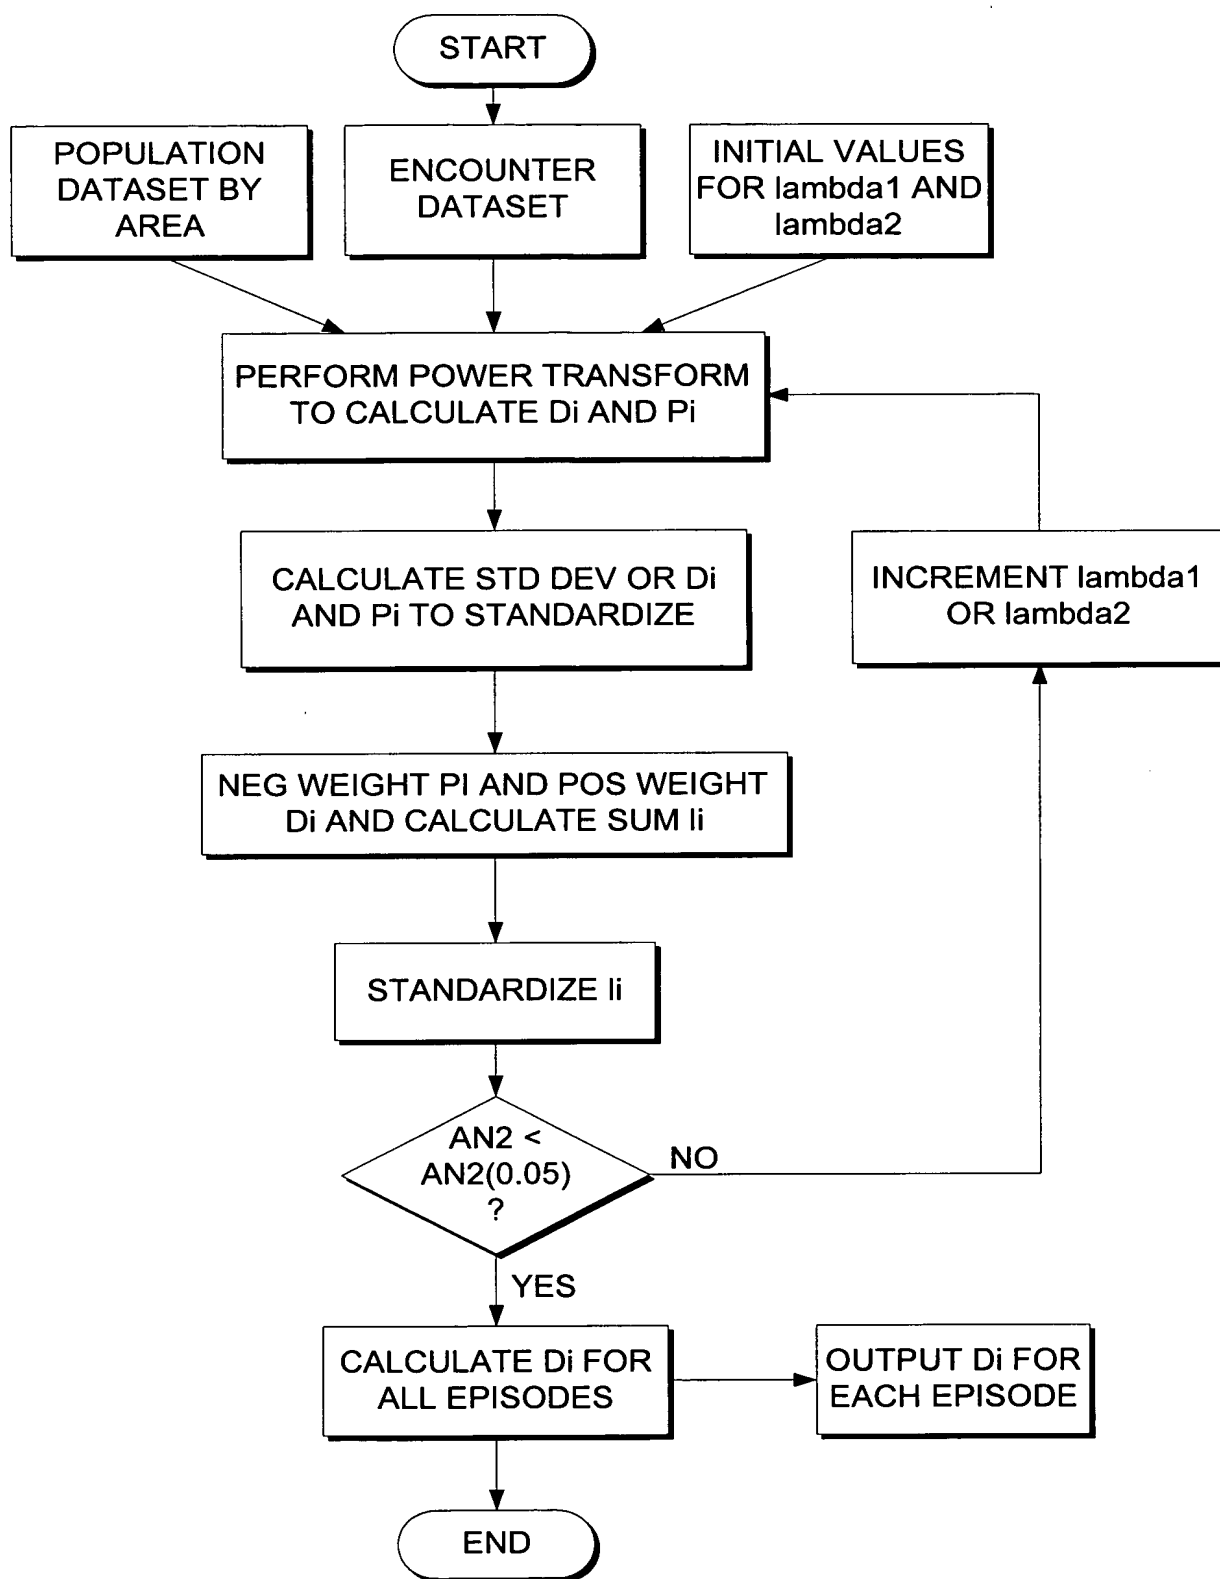 START
POPULATION
DATASET BY
AREA
ENCOUNTER
DATASET
INITIAL VALUES
FOR lambda1 AND
lambda2
PERFORM POWER TRANSFORM
TO CALCULATE Di AND Pi
CALCULATE STD DEV OR Di
AND Pi TO STANDARDIZE
INCREMENT lambda1
OR lambda2
NEG WEIGHT PI AND POS WEIGHT
Di AND CALCULATE SUM Ii
STANDARDIZE Ii
AN2 <
AN2(0.05)
?
NO
YES
CALCULATE Di FOR
ALL EPISODES
OUTPUT Di FOR
EACH EPISODE
END